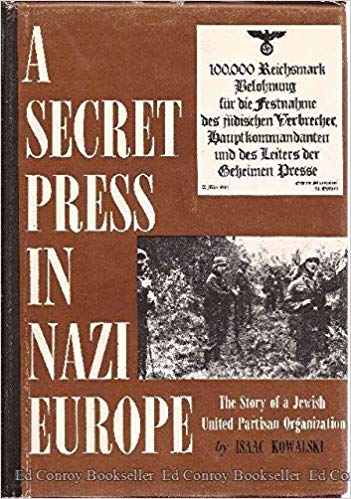 A
SECRET
PRESS
IN
NAZI
EUROPE
100.000 Reichsmark
Belohnung
für die Festnahme
des jüdischen Verbrecher,
Hauptkommandanten
und des Leiters der
Geheimen Presse
The Story of a Jewish
United Partisan Organization
by ISAAC KOWALSKI
Ed Conroy Bookseller Ed Conroy Bookseller Ed Conroy Bookseller